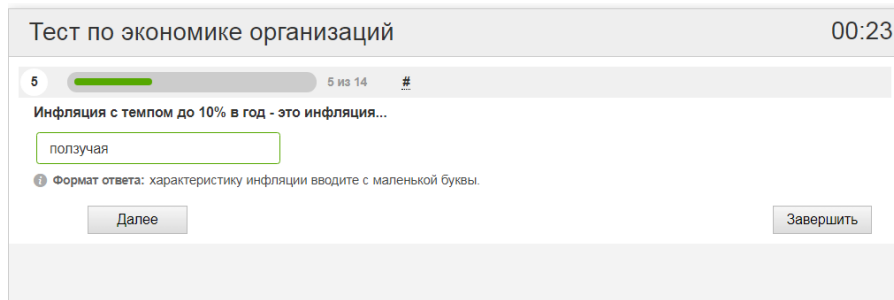 Тест по экономике организаций 00:23
5 5 из 14 #
Инфляция с темпом до 10% в год - это инфляция...
ползучая
i Формат ответа: характеристику инфляции вводите с маленькой буквы.
Далее Завершить